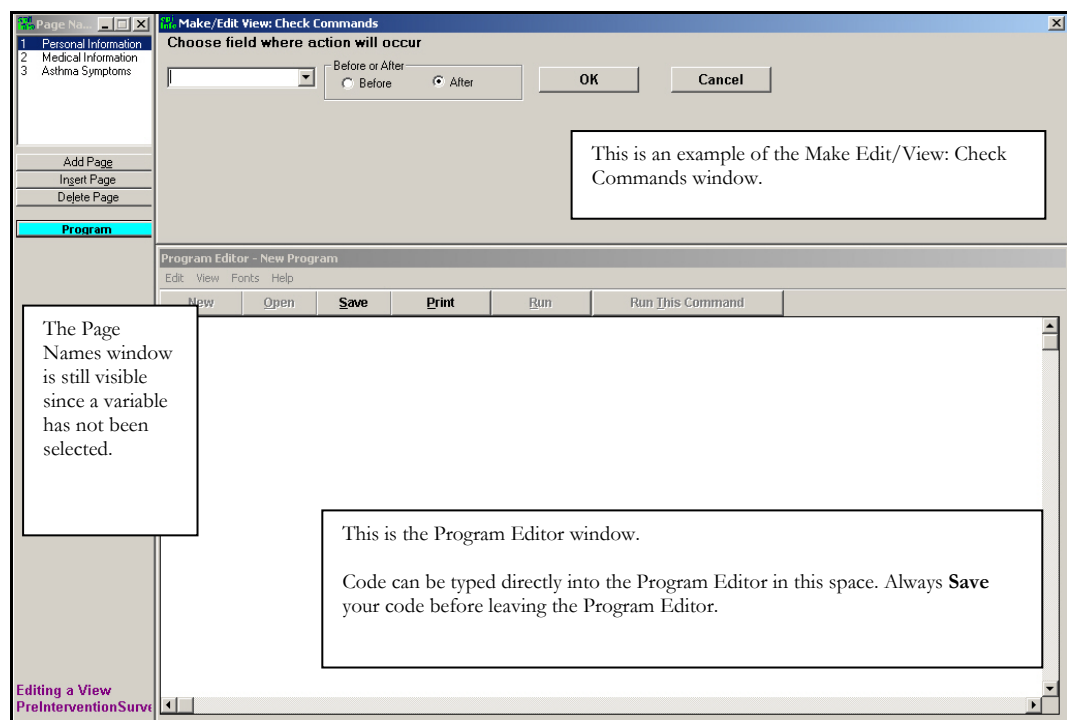 Page Na...
1 Personal Information
2 Medical Information
3 Asthma Symptoms
Add Page
Insert Page
Delete Page
Program
Make/Edit View: Check Commands
Choose field where action will occur
Before or After
Before
After
OK
Cancel
This is an example of the Make Edit/View: Check
Commands window.
Program Editor - New Program
Edit View Fonts Help
New Open Save Print Run Run This Command
The Page
Names window
is still visible
since a variable
has not been
selected.
This is the Program Editor window.
Code can be typed directly into the Program Editor in this space. Always Save
your code before leaving the Program Editor.
Editing a View
PreInterventionSurve